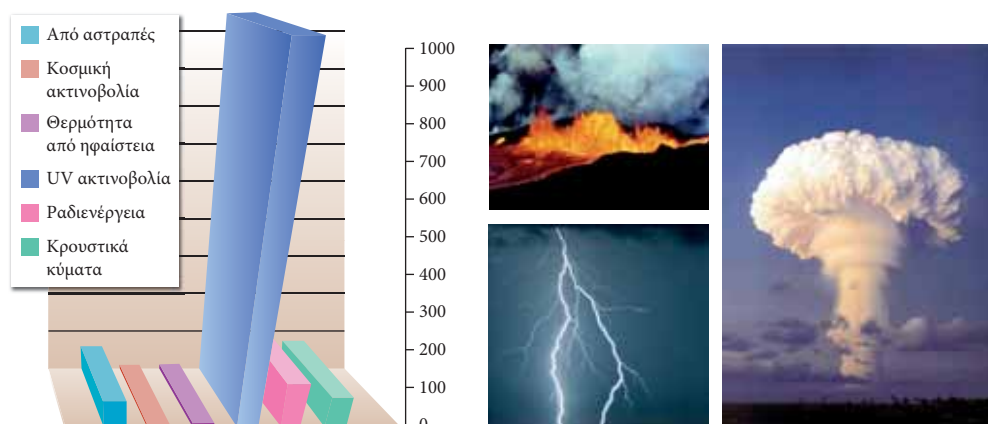 Από αστραπές
Κοσμική
ακτινοβολία
Θερμότητα
από ηφαίστεια
UV ακτινοβολία
Ραδιενέργεια
Κρουστικά
κύματα
1000
900
800
700
600
500
400
300
200
100
0